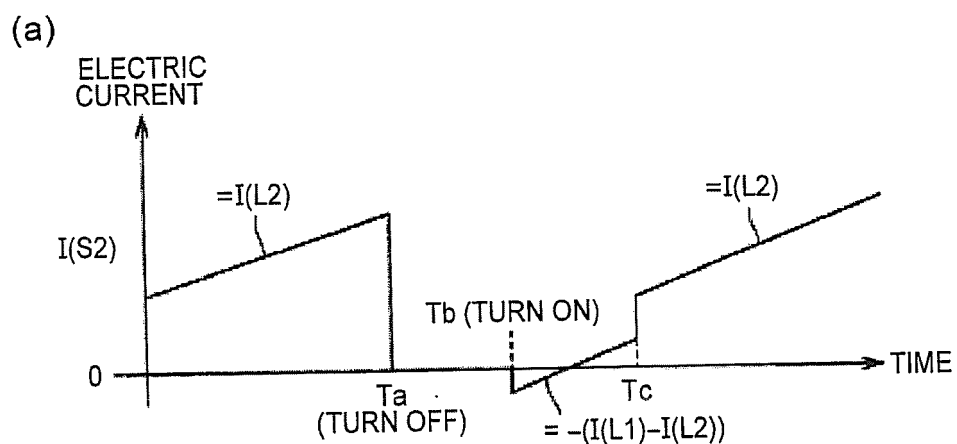 (a)
ELECTRIC
CURRENT
=I(L2)
=I(L2)
I(S2)
Tb (TURN ON)
0
TIME
Ta
Tc
(TURN OFF)
= -(I(L1)-I(L2))